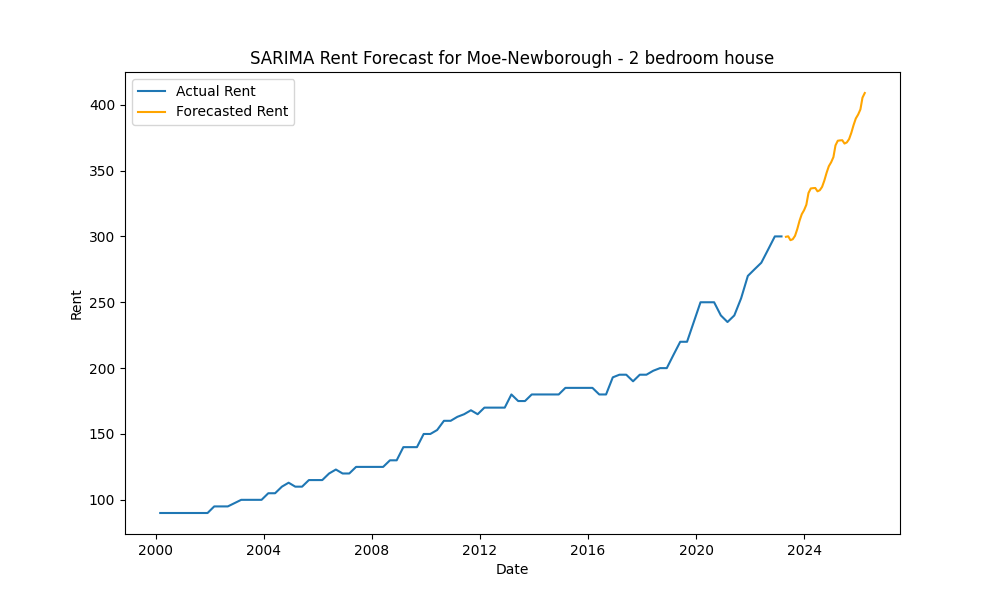 SARIMA Rent Forecast for Moe-Newborough - 2 bedroom house
Actual Rent
Forecasted Rent
400
350
300
250
200
150
100
Rent
2000 2004 2008 2012 2016 2020 2024
Date